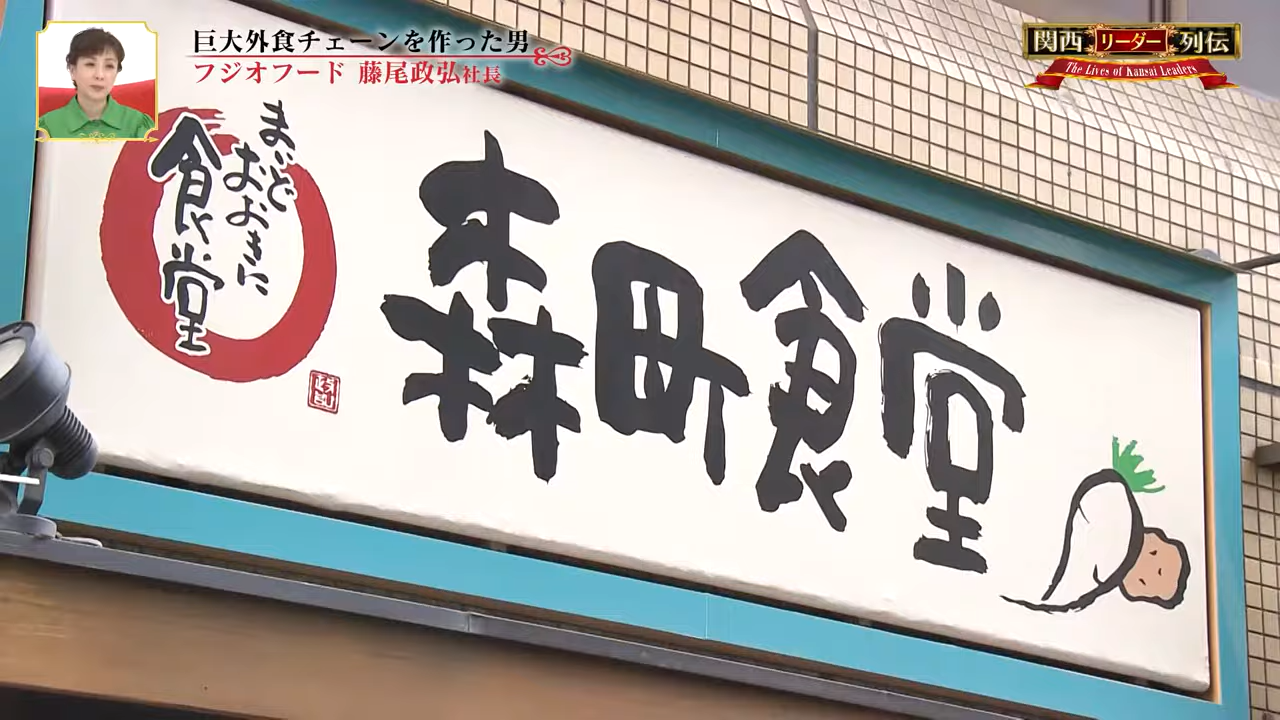 巨大外食チェーンを作った男
フジオフード 藤尾政弘社長
関西リーダー列伝
The Lives of Kansai Leaders
まいど
おおきに
食堂
政弘
森町食堂